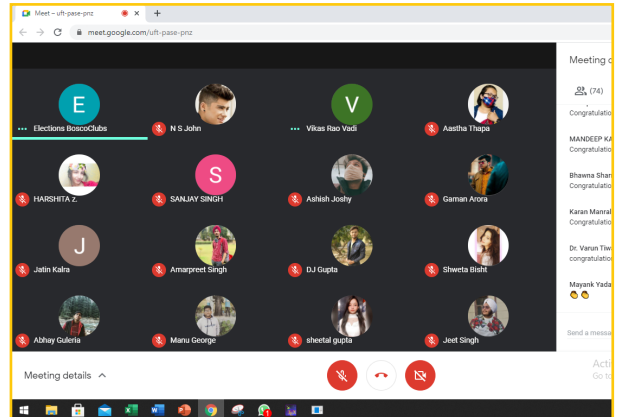 Meet – uft-pase-pnz
meet.google.com/uft-pase-pnz
Meeting d
(74)
E
Elections BoscoClubs
N S John
V
Vikas Rao Vadi
Aastha Thapa
HARSHITA z.
S
SANJAY SINGH
Ashish Joshy
Gaman Arora
J
Jatin Kalra
Amarpreet Singh
DJ Gupta
Shweta Bisht
Abhay Guleria
Manu George
sheetal gupta
Jeet Singh
Congratulatio
MANDEEP KA
Congratulatio
Bhawna Shar
Congratulatio
Karan Manral
Congratulatio
Dr. Varun Tiw
congratulatio
Mayank Yada
Send a messa
Meeting details
Acti
Go to